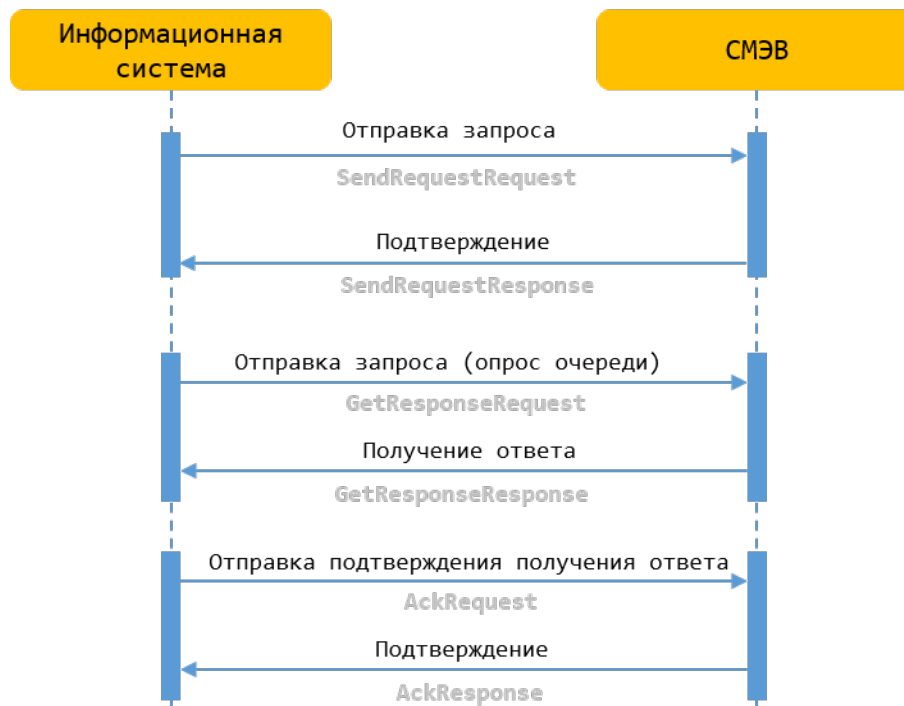 Информационная
система
СМЭВ
Отправка запроса
SendRequestRequest
Подтверждение
SendRequestResponse
Отправка запроса (опрос очереди)
GetResponseRequest
Получение ответа
GetResponseResponse
Отправка подтверждения получения ответа
AckRequest
Подтверждение
AckResponse